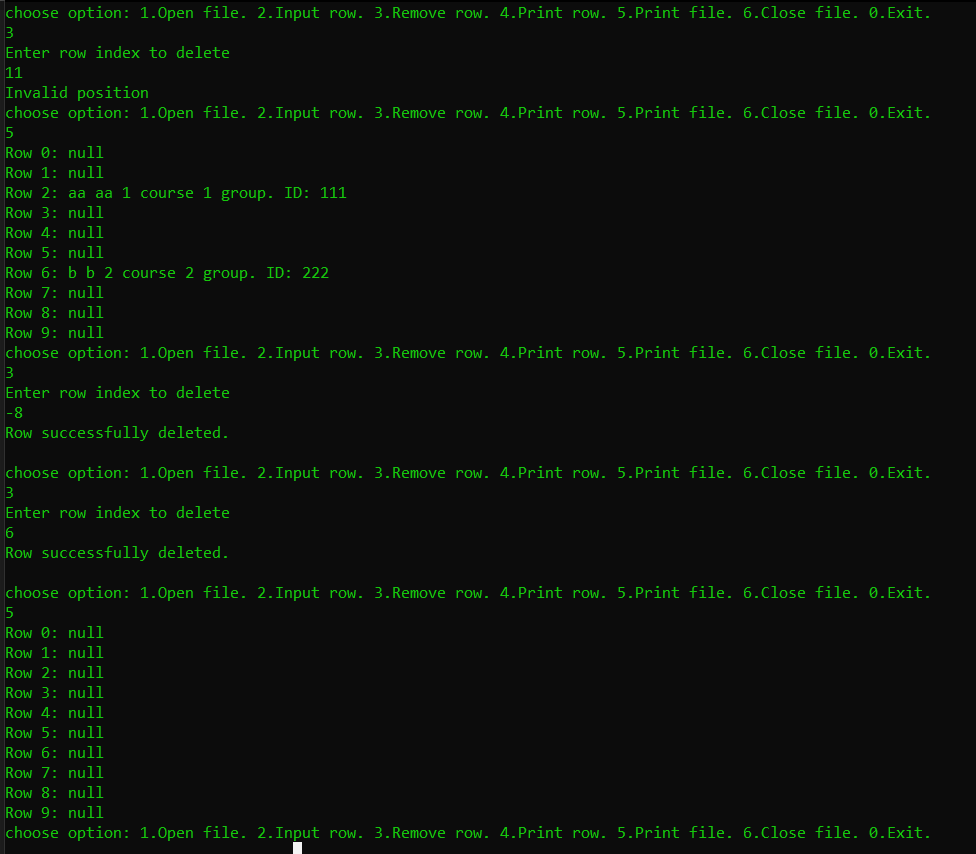 choose option: 1.Open file. 2.Input row. 3.Remove row. 4.Print row. 5.Print file. 6.Close file. 0.Exit.
3
Enter row index to delete
11
Invalid position
choose option: 1.Open file. 2.Input row. 3.Remove row. 4.Print row. 5.Print file. 6.Close file. 0.Exit.
5
Row 0: null
Row 1: null
Row 2: aa aa 1 course 1 group. ID: 111
Row 3: null
Row 4: null
Row 5: null
Row 6: b b 2 course 2 group. ID: 222
Row 7: null
Row 8: null
Row 9: null
choose option: 1.Open file. 2.Input row. 3.Remove row. 4.Print row. 5.Print file. 6.Close file. 0.Exit.
3
Enter row index to delete
-8
Row successfully deleted.
choose option: 1.Open file. 2.Input row. 3.Remove row. 4.Print row. 5.Print file. 6.Close file. 0.Exit.
3
Enter row index to delete
6
Row successfully deleted.
choose option: 1.Open file. 2.Input row. 3.Remove row. 4.Print row. 5.Print file. 6.Close file. 0.Exit.
5
Row 0: null
Row 1: null
Row 2: null
Row 3: null
Row 4: null
Row 5: null
Row 6: null
Row 7: null
Row 8: null
Row 9: null
choose option: 1.Open file. 2.Input row. 3.Remove row. 4.Print row. 5.Print file. 6.Close file. 0.Exit.